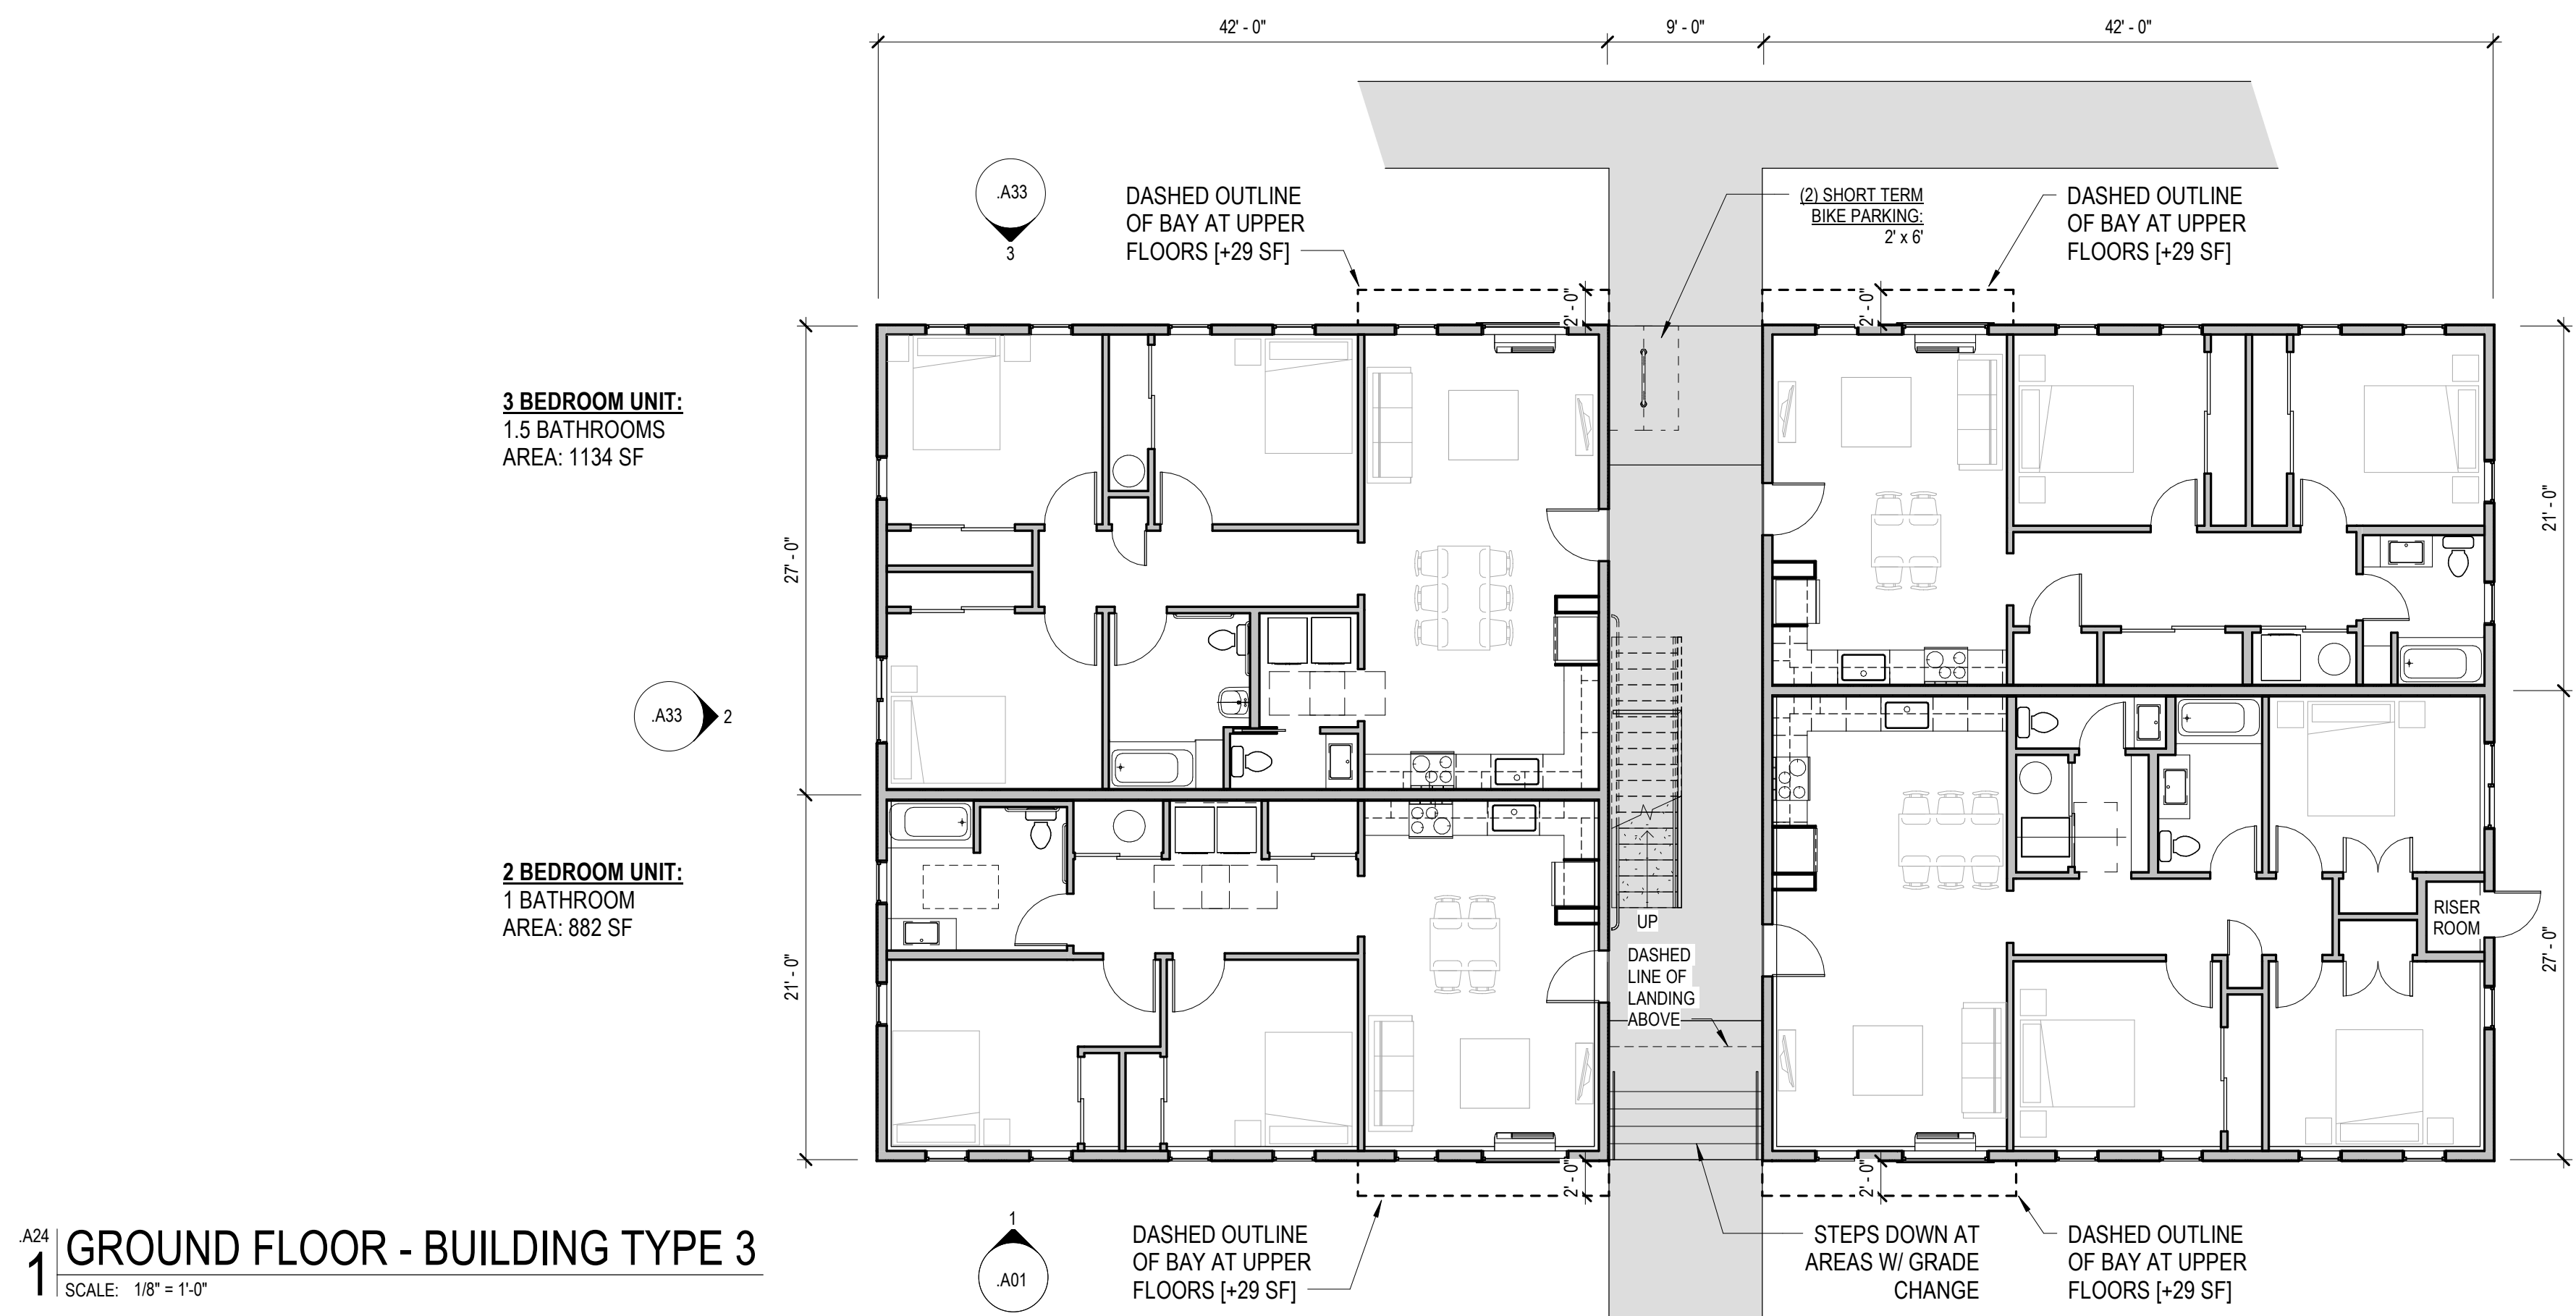 42' - 0"
9' - 0"
42' - 0"
.A33
3
DASHED OUTLINE
OF BAY AT UPPER
FLOORS [+29 SF]
(2) SHORT TERM
BIKE PARKING:
2' x 6'
DASHED OUTLINE
OF BAY AT UPPER
FLOORS [+29 SF]
2' - 0"
2' - 0"
3 BEDROOM UNIT:
1.5 BATHROOMS
AREA: 1134 SF
27' - 0"
21' - 0"
.A33
2
2 BEDROOM UNIT:
1 BATHROOM
AREA: 882 SF
21' - 0"
UP
DASHED
LINE OF
LANDING
ABOVE
RISER
ROOM
27' - 0"
2' - 0"
2' - 0"
1
.A01
DASHED OUTLINE
OF BAY AT UPPER
FLOORS [+29 SF]
STEPS DOWN AT
AREAS W/ GRADE
CHANGE
DASHED OUTLINE
OF BAY AT UPPER
FLOORS [+29 SF]
.A24
1
GROUND FLOOR - BUILDING TYPE 3
SCALE: 1/8" = 1'-0"